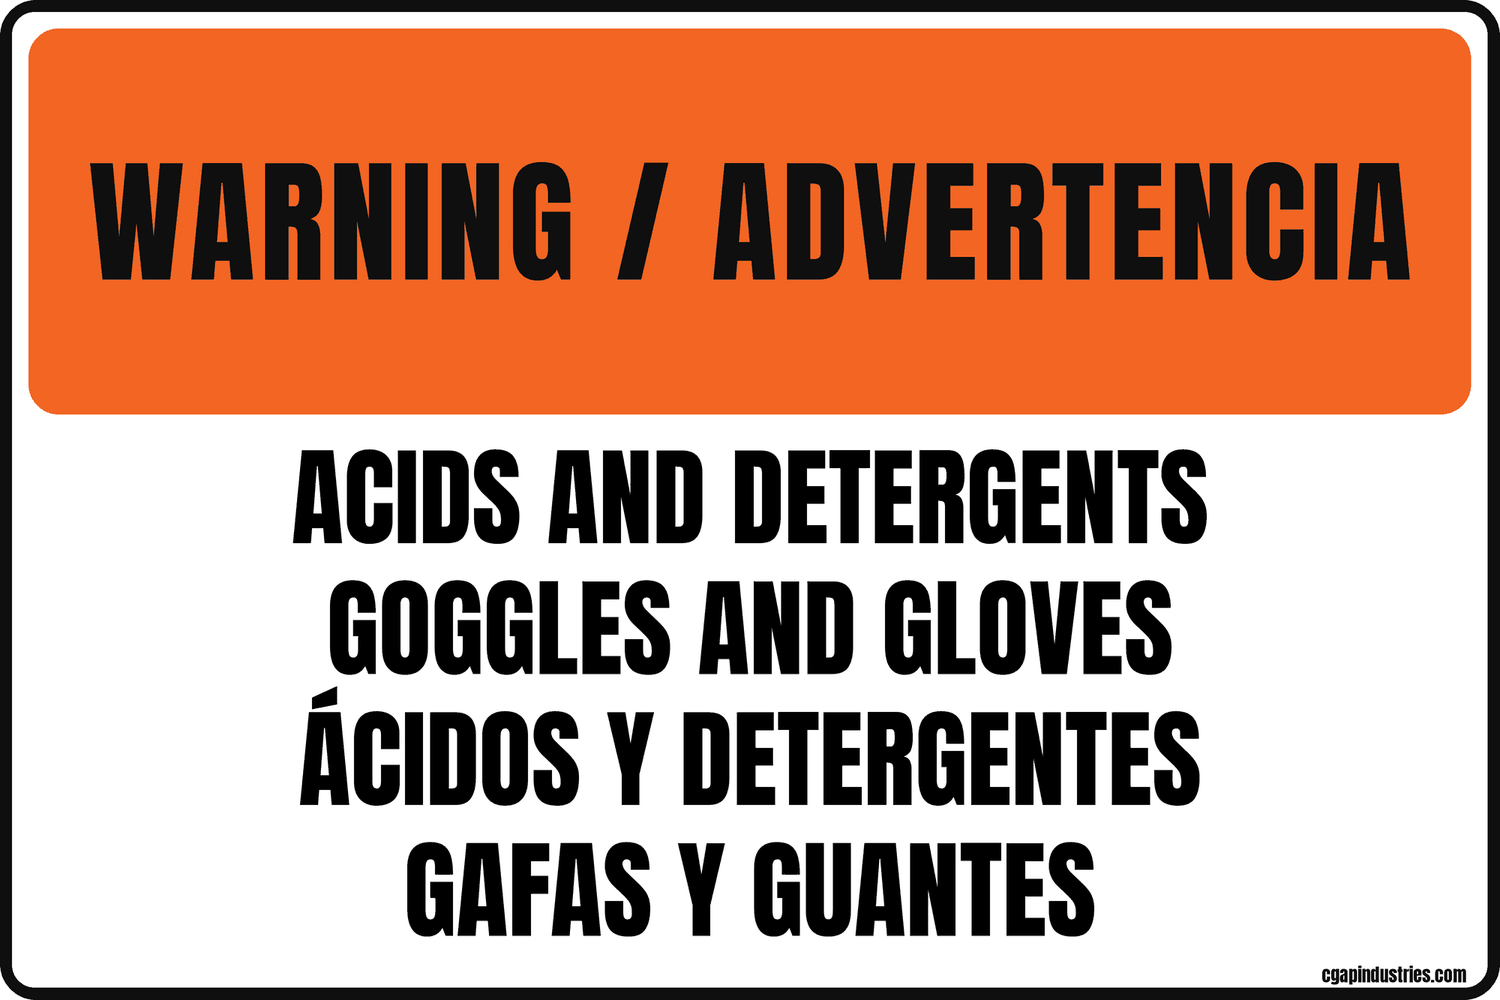 WARNING / ADVERTENCIA
ACIDS AND DETERGENTS
GOGGLES AND GLOVES
ÁCIDOS Y DETERGENTES
GAFAS Y GUANTES
cgapindustries.com